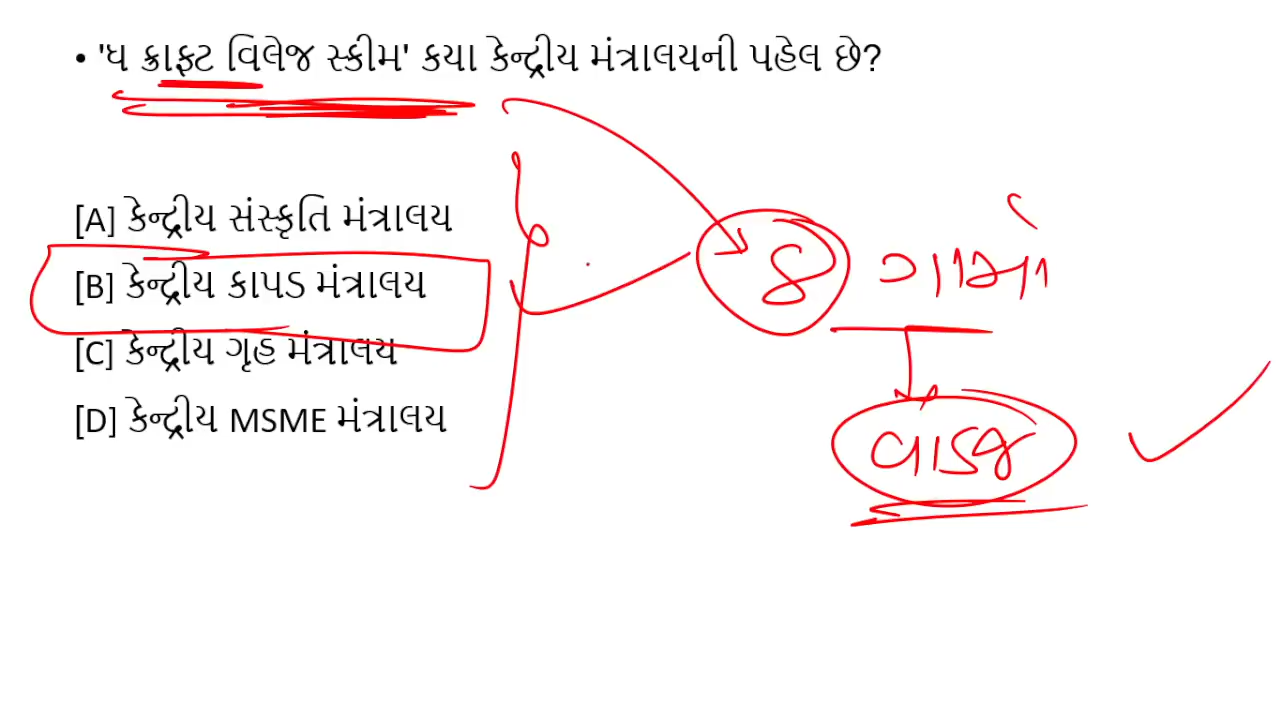 • 'ધ ક્રાફ્ટ વિલેજ સ્કીમ' કયા કેન્દ્રીય મંત્રાલયની પહેલ છે?
[A] કેન્દ્રીય સંસ્કૃતિ મંત્રાલય
[B] કેન્દ્રીય કાપડ મંત્રાલય
[C] કેન્દ્રીય ગૃહ મંત્રાલય
[D] કેન્દ્રીય MSME મંત્રાલય
8 ગામો
વાડજ